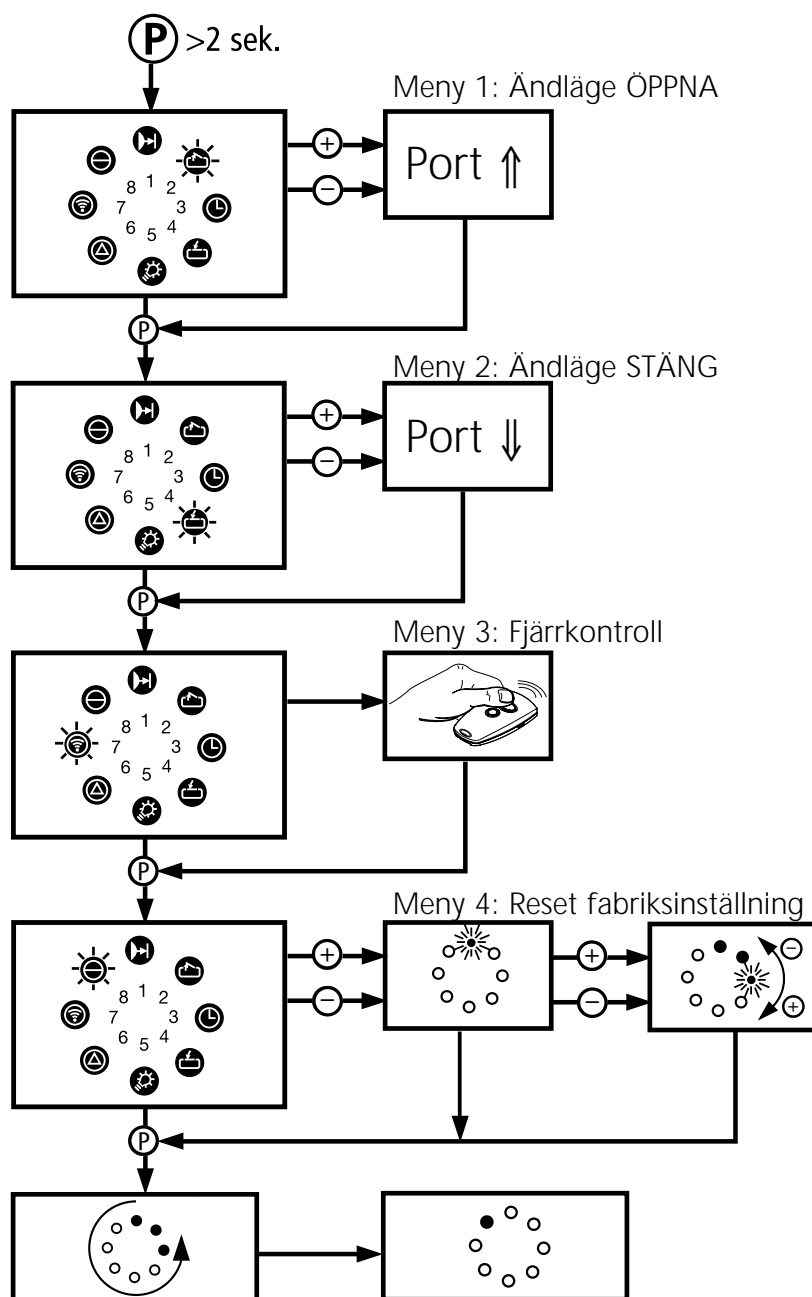 P >2 sek.
Meny 1: Ändläge ÖPPNA
1 2 3 4 5 6 7 8
+
−
Port ⇑
P
Meny 2: Ändläge STÄNG
1 2 3 4 5 6 7 8
+
−
Port ⇓
P
Meny 3: Fjärrkontroll
1 2 3 4 5 6 7 8
P
Meny 4: Reset fabriksinställning
1 2 3 4 5 6 7 8
+
−
+
−
−
+
P